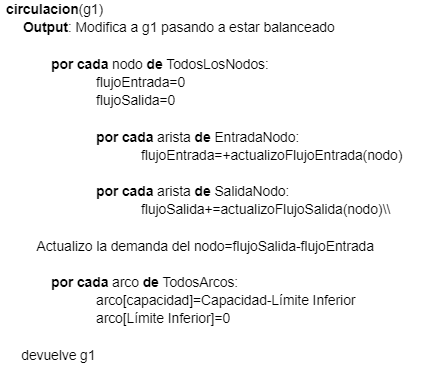 circulacion(g1)
Output: Modifica a g1 pasando a estar balanceado
por cada nodo de TodosLosNodos:
flujoEntrada=0
flujoSalida=0
por cada arista de EntradaNodo:
flujoEntrada=+actualizoFlujoEntrada(nodo)
por cada arista de SalidaNodo:
flujoSalida+=actualizoFlujoSalida(nodo)\\
Actualizo la demanda del nodo=flujoSalida-flujoEntrada
por cada arco de TodosArcos:
arco[capacidad]=Capacidad-Límite Inferior
arco[Límite Inferior]=0
devuelve g1